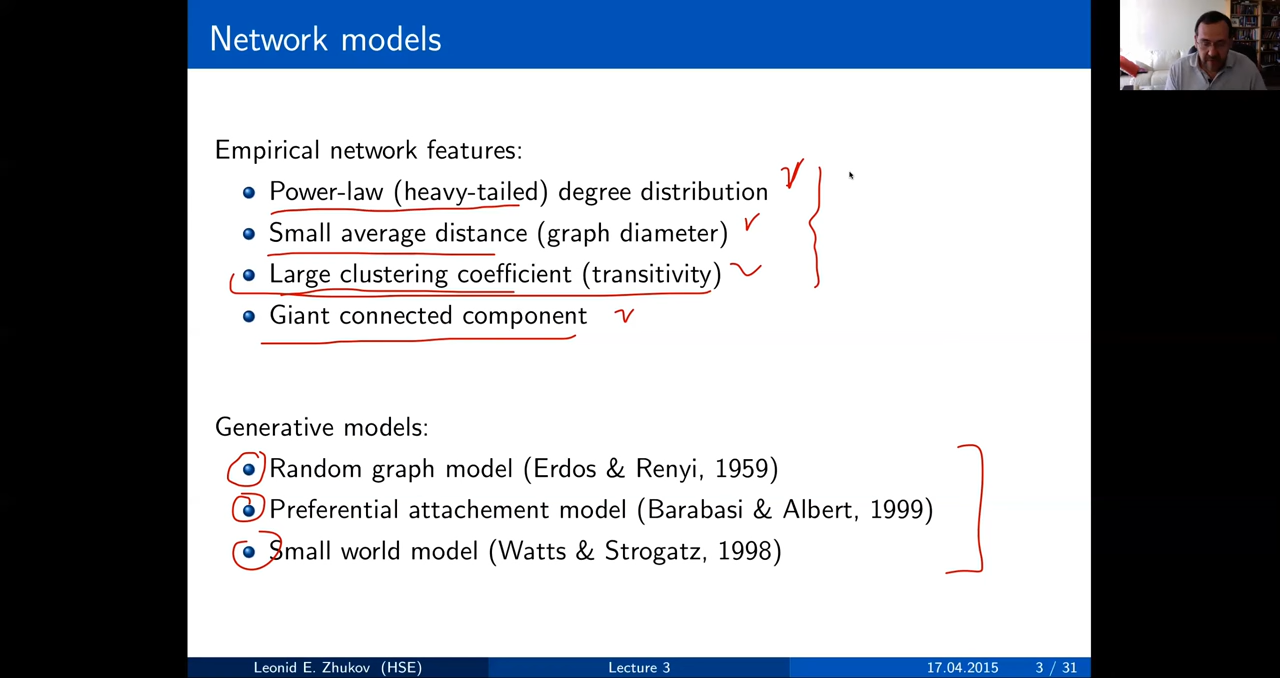 Network models
Empirical network features:
Power-law (heavy-tailed) degree distribution
Small average distance (graph diameter)
Large clustering coefficient (transitivity)
Giant connected component
Generative models:
Random graph model (Erdos & Renyi, 1959)
Preferential attachement model (Barabasi & Albert, 1999)
Small world model (Watts & Strogatz, 1998)
Leonid E. Zhukov (HSE) Lecture 3 17.04.2015 3 / 31